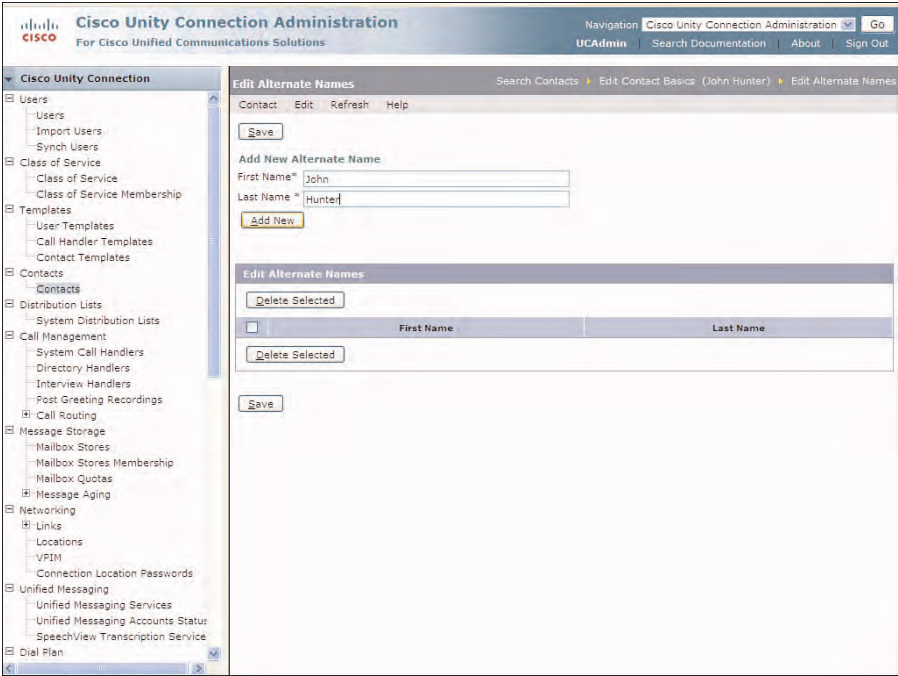 cisco
Cisco Unity Connection Administration
For Cisco Unified Communications Solutions
Navigation Cisco Unity Connection Administration Go
UCAdmin Search Documentation About Sign Out
Cisco Unity Connection
Users
Users
Import Users
Synch Users
Class of Service
Class of Service
Class of Service Membership
Templates
User Templates
Call Handler Templates
Contact Templates
Contacts
Contacts
Distribution Lists
System Distribution Lists
Call Management
System Call Handlers
Directory Handlers
Interview Handlers
Post Greeting Recordings
Call Routing
Message Storage
Mailbox Stores
Mailbox Stores Membership
Mailbox Quotas
Message Aging
Networking
Links
Locations
VPIM
Connection Location Passwords
Unified Messaging
Unified Messaging Services
Unified Messaging Accounts Status
SpeechView Transcription Service
Dial Plan
Edit Alternate Names
Search Contacts Edit Contact Basics (John Hunter) Edit Alternate Names
Contact Edit Refresh Help
Save
Add New Alternate Name
First Name* John
Last Name * Hunter
Add New
Edit Alternate Names
Delete Selected
First Name Last Name
Delete Selected
Save